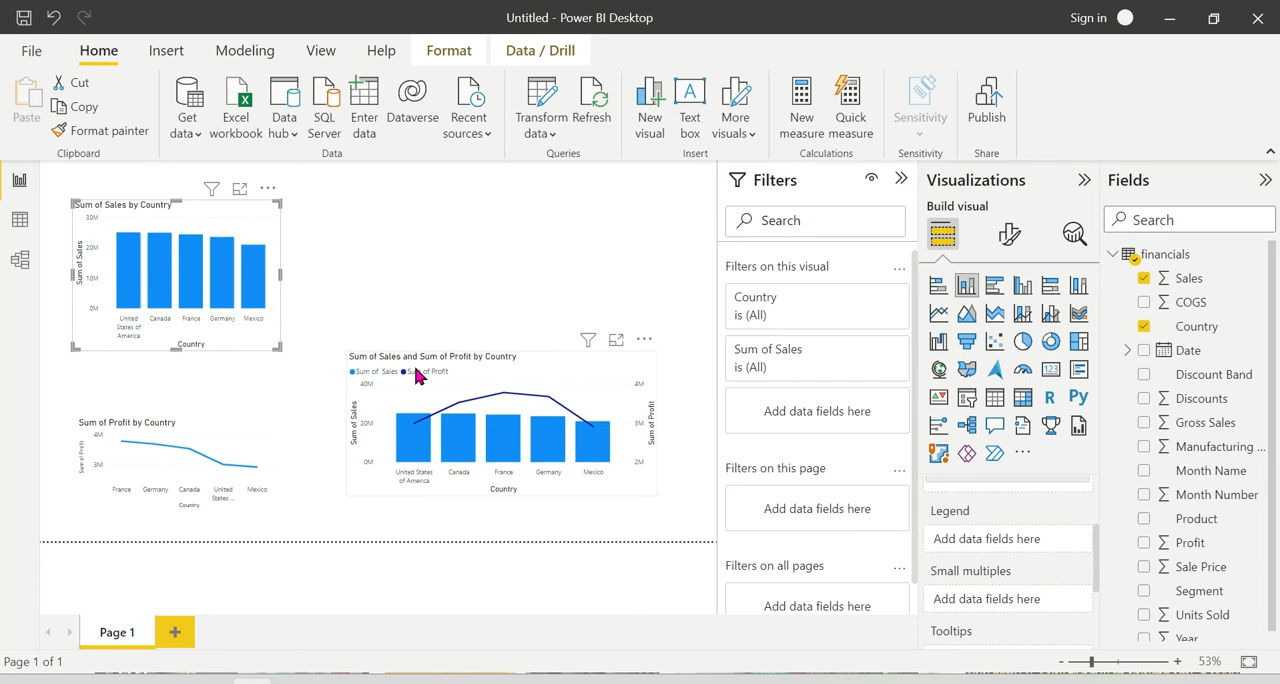 Untitled - Power BI Desktop
Sign in
File Home Insert Modeling View Help Format Data / Drill
Paste
Cut
Copy
Format painter
Clipboard
Get data
Excel workbook
Data hub
SQL Server
Enter data
Dataverse
Recent sources
Data
Transform data
Refresh
Queries
New visual
Text box
More visuals
Insert
New measure
Quick measure
Calculations
Sensitivity
Sensitivity
Publish
Share
Sum of Sales by Country
30M
20M
10M
0M
Sum of Sales
United States of America
Canada
France
Germany
Mexico
Country
Sum of Profit by Country
4M
3M
Sum of Profit
France
Germany
Canada
United States ...
Mexico
Country
Sum of Sales and Sum of Profit by Country
Sum of Sales
Sum of Profit
40M
20M
0M
Sum of Sales
4M
3M
2M
Sum of Profit
United States of America
Canada
France
Germany
Mexico
Country
Filters
Search
Filters on this visual
...
Country
is (All)
Sum of Sales
is (All)
Add data fields here
Filters on this page
...
Add data fields here
Filters on all pages
...
Add data fields here
Visualizations
Build visual
123
R
Py
...
Legend
Add data fields here
Small multiples
Add data fields here
Tooltips
Fields
Search
financials
Sales
COGS
Country
Date
Discount Band
Discounts
Gross Sales
Manufacturing ...
Month Name
Month Number
Product
Profit
Sale Price
Segment
Units Sold
Year
Page 1
Page 1 of 1
- + 53%